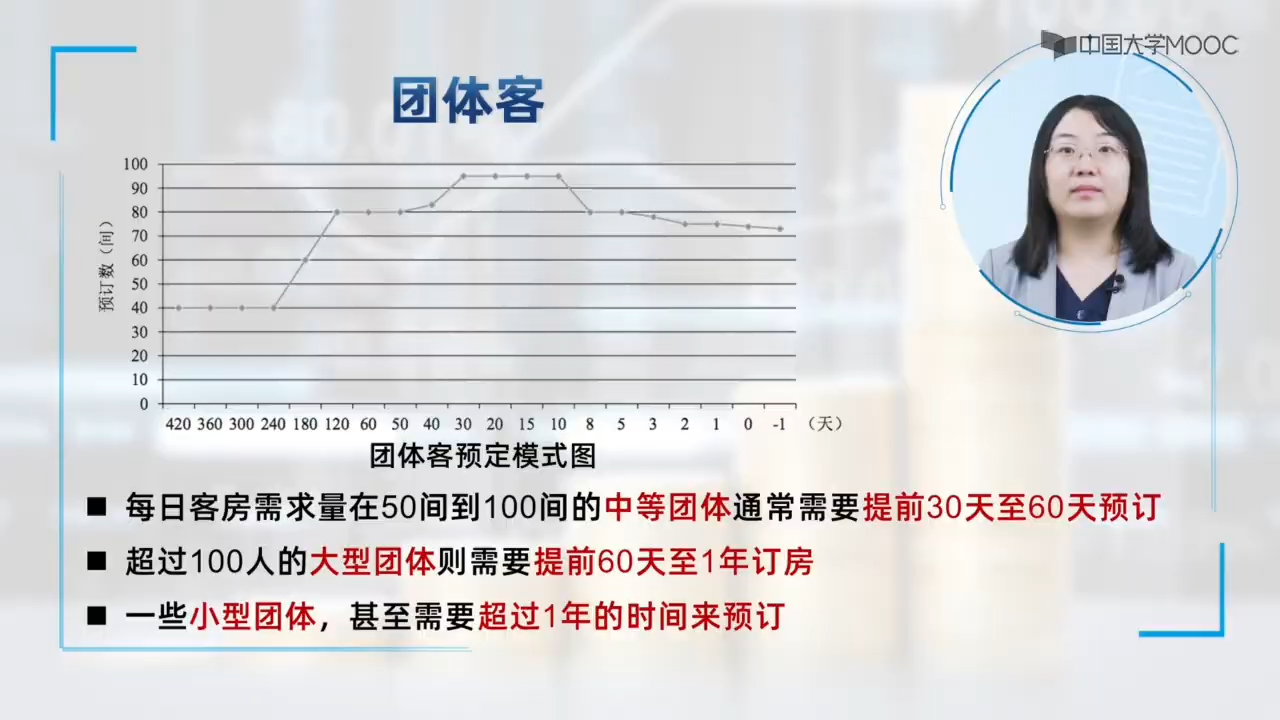 中国大学MOOC
团体客
100
90
80
70
60
50
40
30
20
10
0
预订数（间）
420 360 300 240 180 120 60 50 40 30 20 15 10 8 5 3 2 1 0 -1 （天）
团体客预定模式图
■ 每日客房需求量在50间到100间的中等团体通常需要提前30天至60天预订
■ 超过100人的大型团体则需要提前60天至1年订房
■ 一些小型团体，甚至需要超过1年的时间来预订